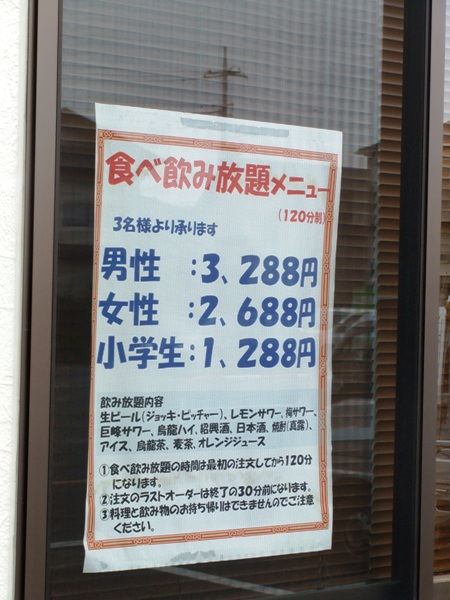 食べ飲み放題メニュー
(120分制)
3名様より承ります
男性 :3、288円
女性 :2、688円
小学生:1、288円
飲み放題内容
生ビール(ジョッキ・ピッチャー)、レモンサワー、梅サワー、
巨峰サワー、烏龍ハイ、紹興酒、日本酒、焼酎(真露)、
アイス、烏龍茶、麦茶、オレンジジュース
①食べ飲み放題の時間は最初の注文してから120分
になります。
②注文のラストオーダーは終了の30分前になります。
③料理と飲み物のお持ち帰りはできませんのでご注意
ください。